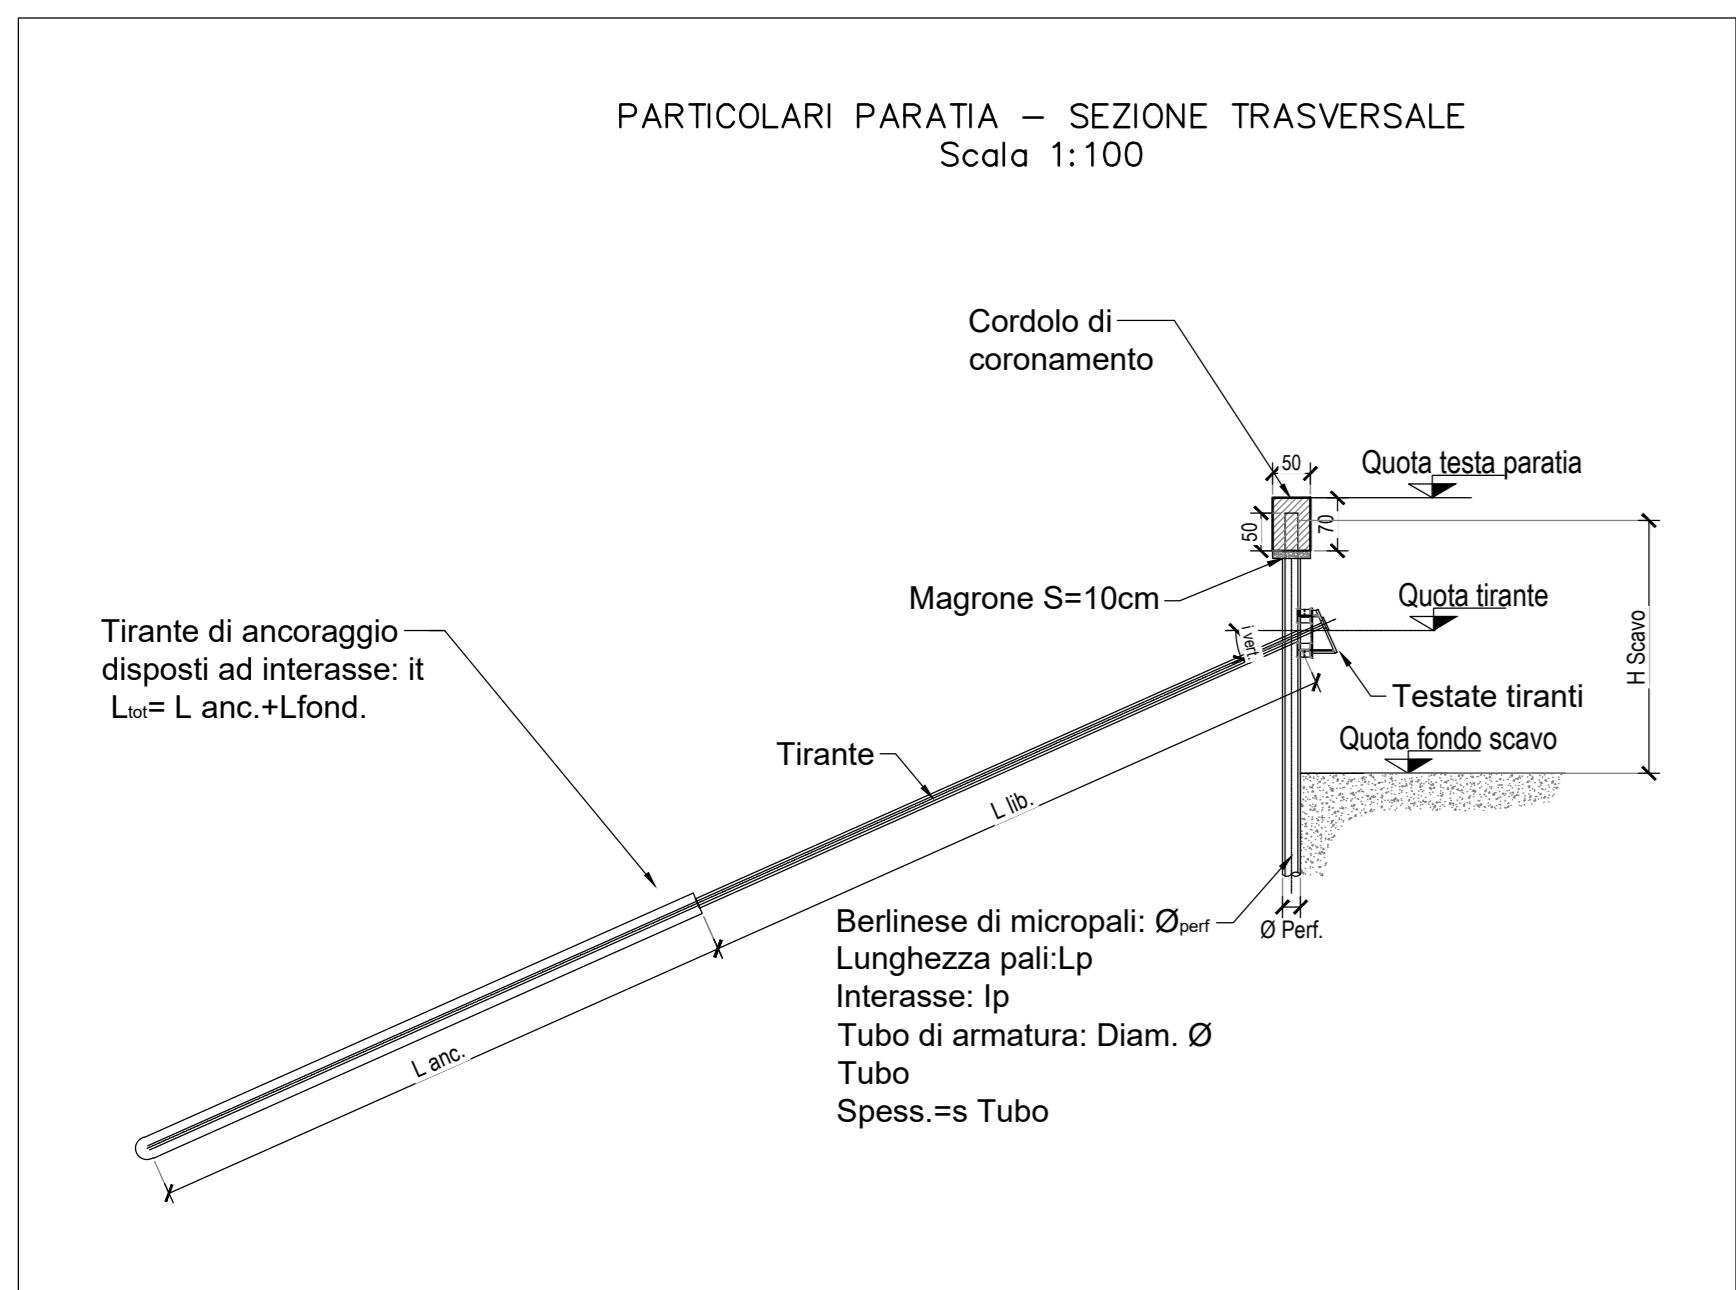 PARTICOLARI PARATIA – SEZIONE TRASVERSALE
Scala 1:100
Cordolo di
coronamento
50
Quota testa paratia
50
70
Magrone S=10cm
Quota tirante
i vert.
H Scavo
Tirante di ancoraggio
disposti ad interasse: it
Ltot= L anc.+Lfond.
Testate tiranti
Quota fondo scavo
Tirante
L lib.
Berlinese di micropali: Øperf
Lunghezza pali:Lp
Interasse: Ip
Tubo di armatura: Diam. Ø
Tubo
Spess.=s Tubo
Ø Perf.
L anc.